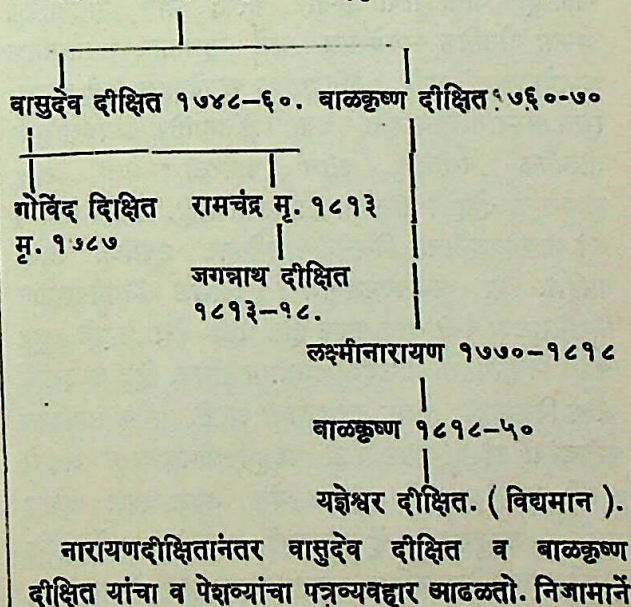 वासुदेव दीक्षित १७४८-६०. बाळकृष्ण दीक्षित १७६०-७०
गोविंद दिक्षित रामचंद्र मृ. १८१३
मृ. १७८७
जगन्नाथ दीक्षित
१८१३-१८.
लक्ष्मीनारायण १७७०-१८१८
बाळकृष्ण १८१८-५०
यज्ञेश्वर दीक्षित. ( विद्यमान ).
नारायणदीक्षितानंतर वासुदेव दीक्षित व बाळकृष्ण
दीक्षित यांचा व पेशव्यांचा पत्रव्यवहार आढळतो. निजामानें